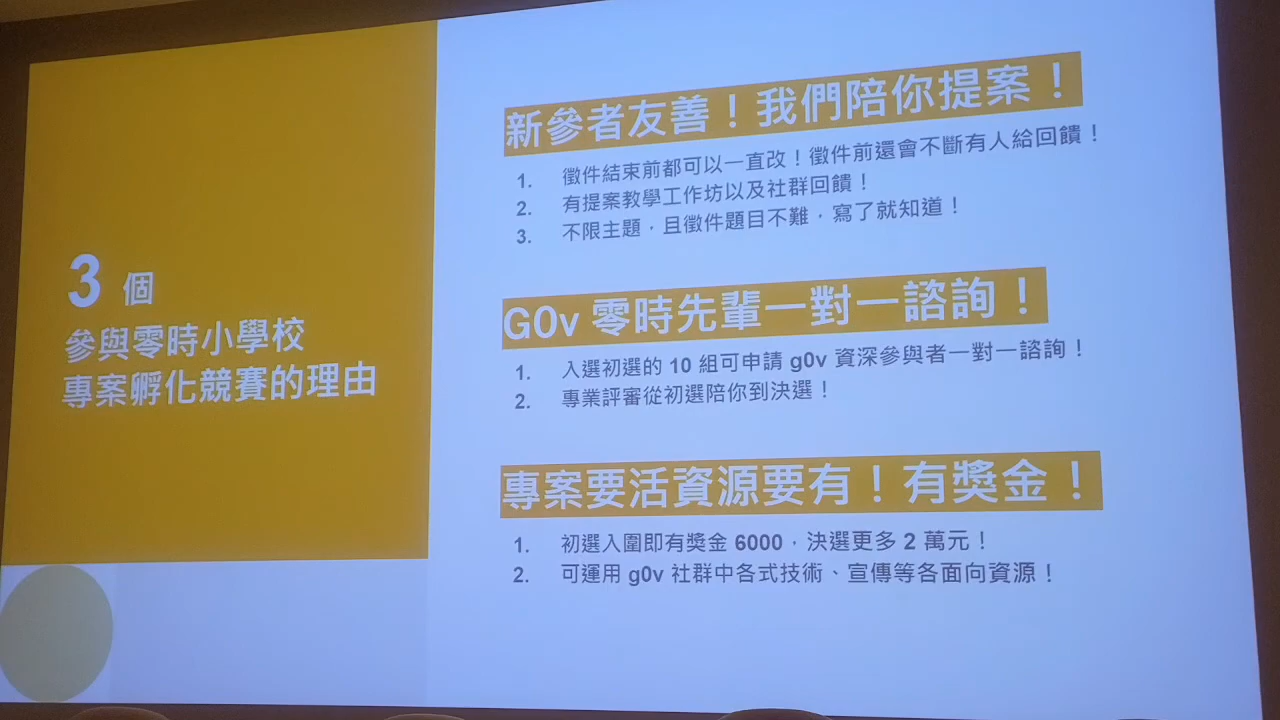 3 個
參與零時小學校
專案孵化競賽的理由
新參者友善！我們陪你提案！
1. 徵件結束前都可以一直改！徵件前還會不斷有人給回饋！
2. 有提案教學工作坊以及社群回饋！
3. 不限主題，且徵件題目不難，寫了就知道！
G0v 零時先輩一對一諮詢！
1. 入選初選的 10 組可申請 g0v 資深參與者一對一諮詢！
2. 專業評審從初選陪你到決選！
專案要活資源要有！有獎金！
1. 初選入圍即有獎金 6000，決選更多 2 萬元！
2. 可運用 g0v 社群中各式技術、宣傳等各面向資源！